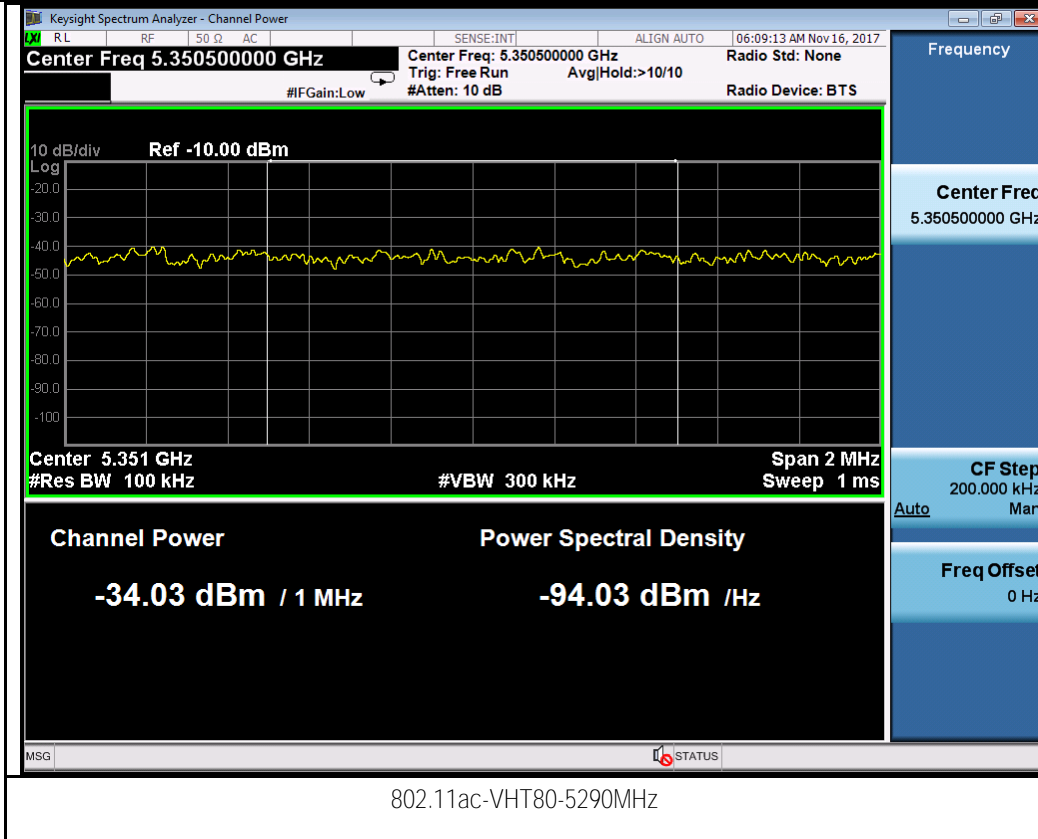 Keysight Spectrum Analyzer - Channel Power
LXI RL RF 50 Ω AC SENSE:INT ALIGN AUTO 06:09:13 AM Nov 16, 2017
Center Freq 5.350500000 GHz
Center Freq: 5.350500000 GHz Radio Std: None
Trig: Free Run Avg|Hold:>10/10
#IFGain:Low #Atten: 10 dB Radio Device: BTS
Frequency
10 dB/div Ref -10.00 dBm
Log
-20.0
-30.0
-40.0
-50.0
-60.0
-70.0
-80.0
-90.0
-100
Center 5.351 GHz Span 2 MHz
#Res BW 100 kHz #VBW 300 kHz Sweep 1 ms
Channel Power Power Spectral Density
-34.03 dBm / 1 MHz -94.03 dBm /Hz
Center Freq
5.350500000 GHz
CF Step
200.000 kHz
Auto Man
Freq Offset
0 Hz
MSG STATUS
802.11ac-VHT80-5290MHz